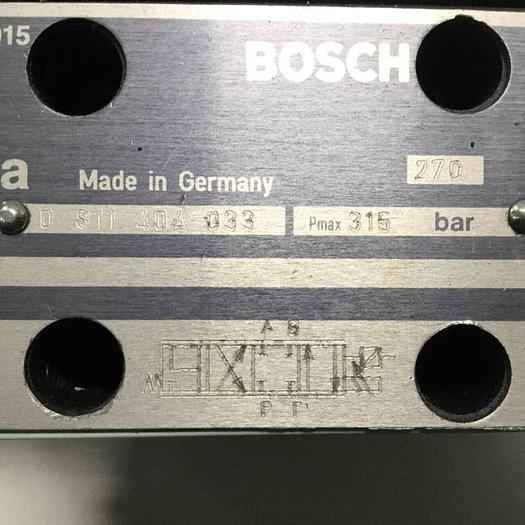 015
BOSCH
a
Made in Germany
270
0 811 404 033
Pmax 315 bar
A B
P T